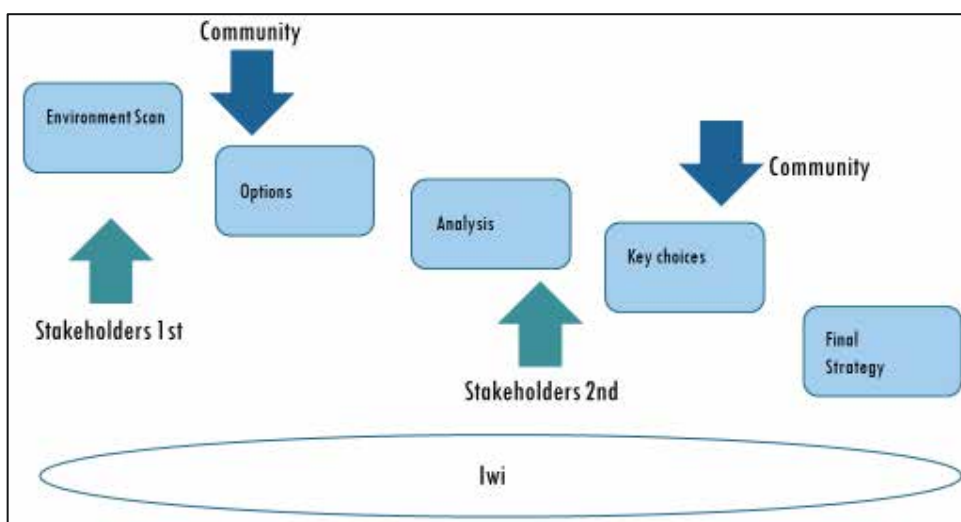 Community
Environment Scan
Options
Community
Analysis
Key choices
Stakeholders 1st
Final
Strategy
Stakeholders 2nd
Iwi